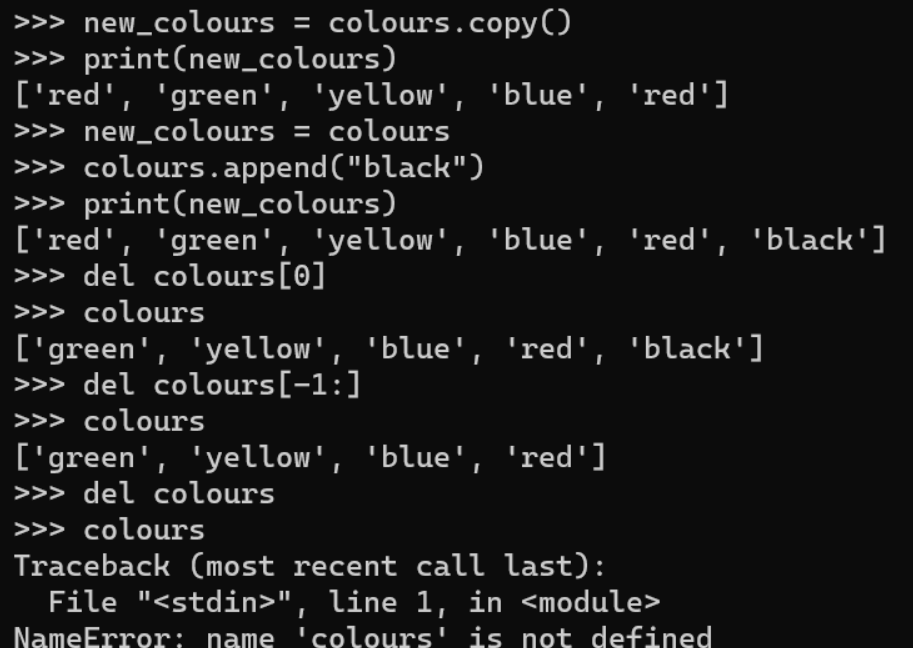 >>> new_colours = colours.copy()
>>> print(new_colours)
['red', 'green', 'yellow', 'blue', 'red']
>>> new_colours = colours
>>> colours.append("black")
>>> print(new_colours)
['red', 'green', 'yellow', 'blue', 'red', 'black']
>>> del colours[0]
>>> colours
['green', 'yellow', 'blue', 'red', 'black']
>>> del colours[-1:]
>>> colours
['green', 'yellow', 'blue', 'red']
>>> del colours
>>> colours
Traceback (most recent call last):
  File "<stdin>", line 1, in <module>
NameError: name 'colours' is not defined